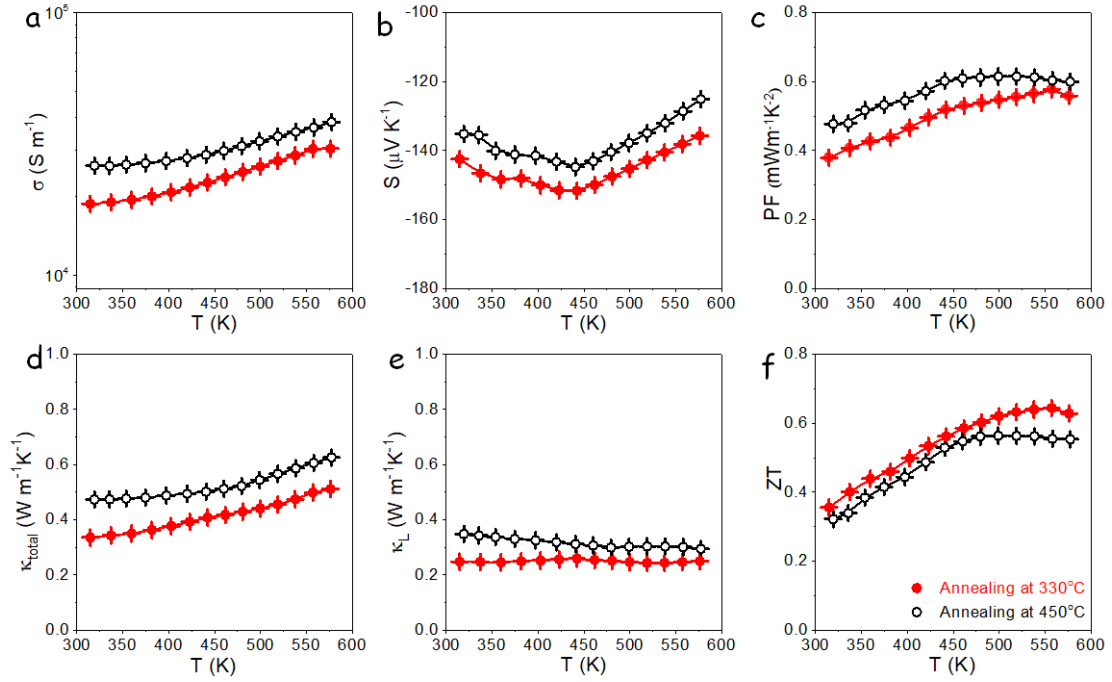 a
10⁵
10⁴
σ (S m⁻¹)
300 350 400 450 500 550 600
T (K)
b
-100
-120
-140
-160
-180
S (μV K⁻¹)
300 350 400 450 500 550 600
T (K)
c
0.8
0.6
0.4
0.2
0.0
PF (mWm⁻¹K⁻²)
300 350 400 450 500 550 600
T (K)
d
1.0
0.8
0.6
0.4
0.2
0.0
κtotal (W m⁻¹K⁻¹)
300 350 400 450 500 550 600
T (K)
e
1.0
0.8
0.6
0.4
0.2
0.0
κL (W m⁻¹K⁻¹)
300 350 400 450 500 550 600
T (K)
f
0.8
0.6
0.4
0.2
0.0
ZT
Annealing at 330°C
Annealing at 450°C
300 350 400 450 500 550 600
T (K)